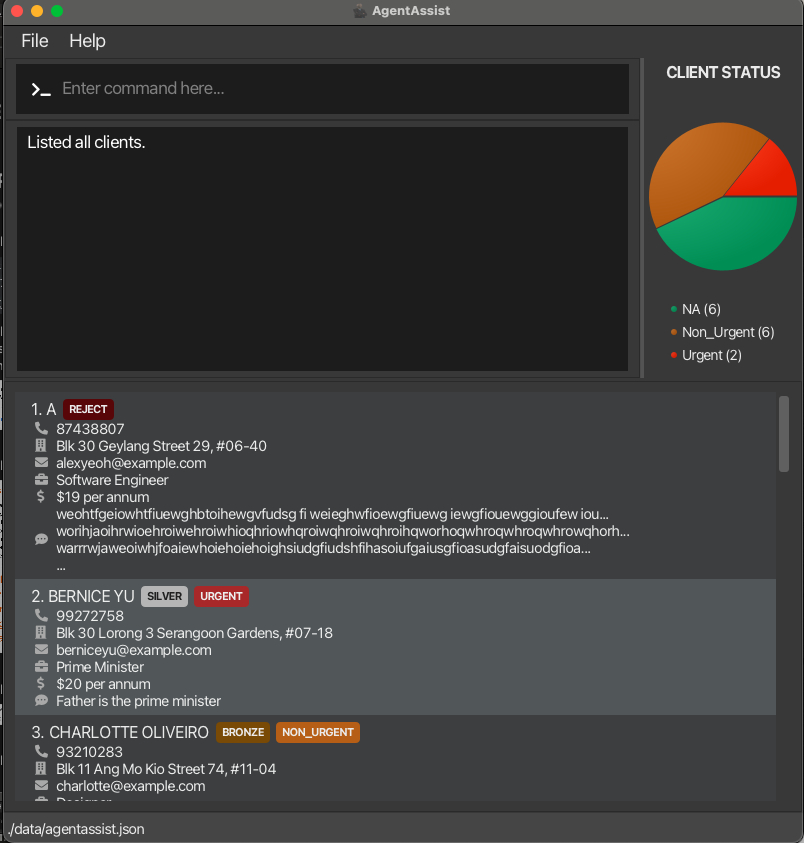 AgentAssist
File Help
Enter command here...
Listed all clients.
CLIENT STATUS
NA (6)
Non_Urgent (6)
Urgent (2)
1. A REJECT
87438807
Blk 30 Geylang Street 29, #06-40
alexyeoh@example.com
Software Engineer
$19 per annum
weohtfgeiowhtfiuewghbtoihewgvfudsg fi weieghwfioewgfiuewg iewgfiouewggioufew iou...
worihjaoihrwioehroiwehroiwhioqhriowhqroiwqhroiwqhroihqworhoqwhroqwhroqwhrowqhorh...
warrrwjaweoiwhjfoaiewhoiehoiehoighsiudgfiudshfihasoiufgaiusgfioasudgfaisuodgfioa...
...
2. BERNICE YU SILVER URGENT
99272758
Blk 30 Lorong 3 Serangoon Gardens, #07-18
berniceyu@example.com
Prime Minister
$20 per annum
Father is the prime minister
3. CHARLOTTE OLIVEIRO BRONZE NON_URGENT
93210283
Blk 11 Ang Mo Kio Street 74, #11-04
charlotte@example.com
Designer
./data/agentassist.json